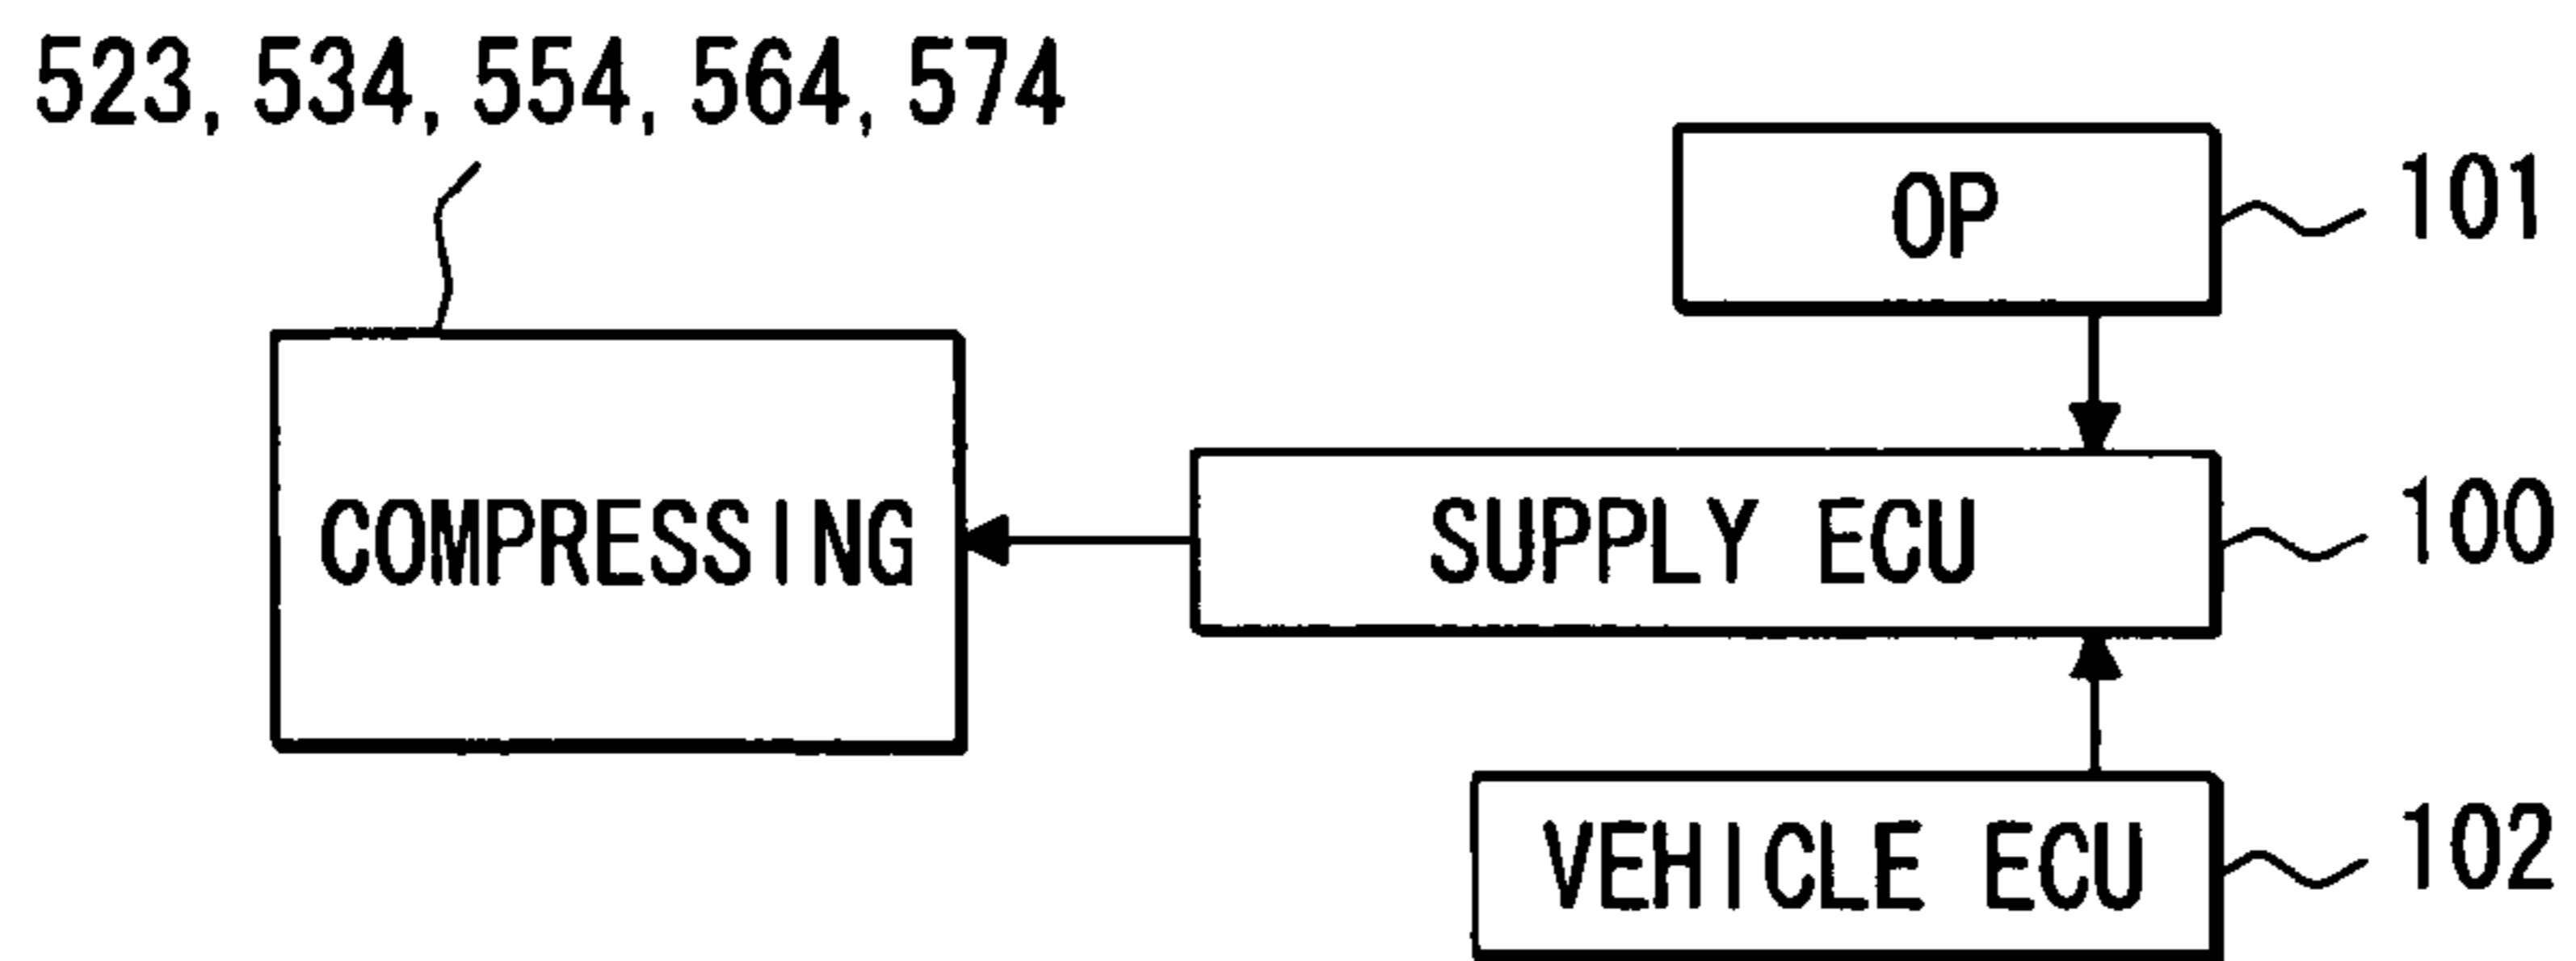 523, 534, 554, 564, 574
OP
101
COMPRESSING
SUPPLY ECU
100
VEHICLE ECU
102